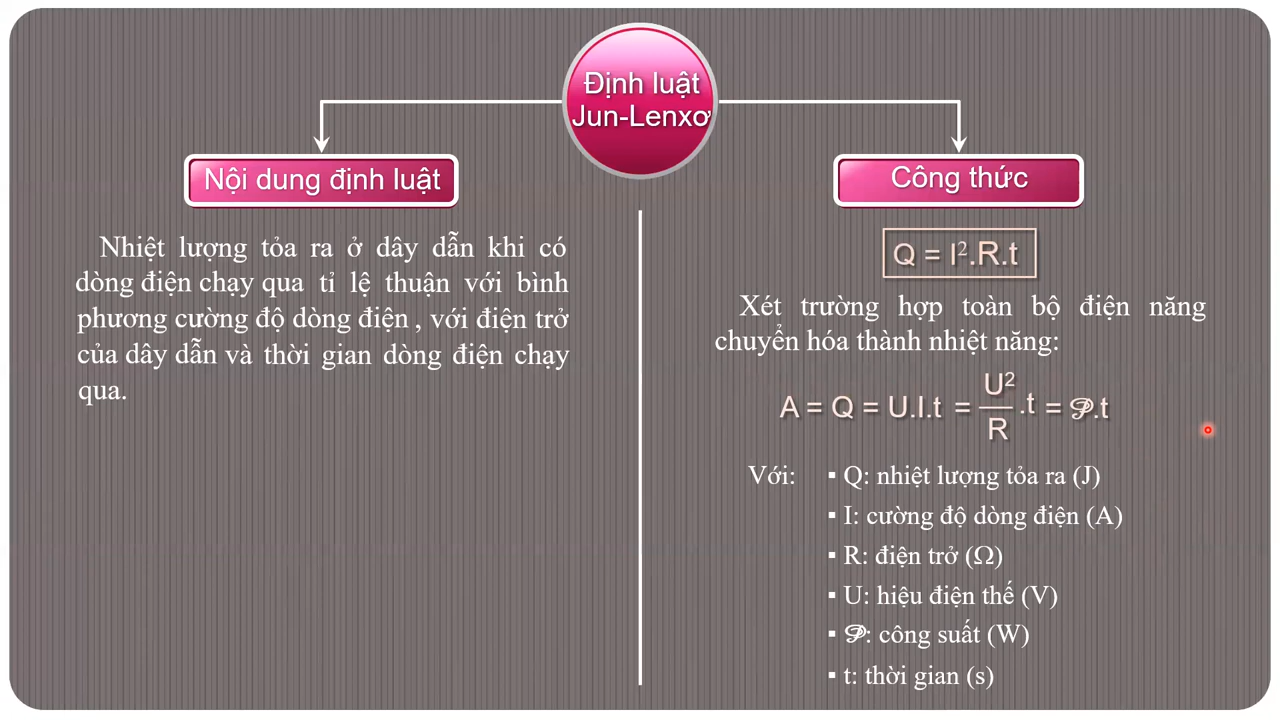 Định luật
Jun-Lenxơ
Nội dung định luật
Nhiệt lượng tỏa ra ở dây dẫn khi có
dòng điện chạy qua tỉ lệ thuận với bình
phương cường độ dòng điện , với điện trở
của dây dẫn và thời gian dòng điện chạy
qua.
Công thức
Q = I².R.t
Xét trường hợp toàn bộ điện năng
chuyển hóa thành nhiệt năng:
A = Q = U.I.t = U²/R .t = 𝒫.t
Với: ▪ Q: nhiệt lượng tỏa ra (J)
▪ I: cường độ dòng điện (A)
▪ R: điện trở (Ω)
▪ U: hiệu điện thế (V)
▪ 𝒫: công suất (W)
▪ t: thời gian (s)